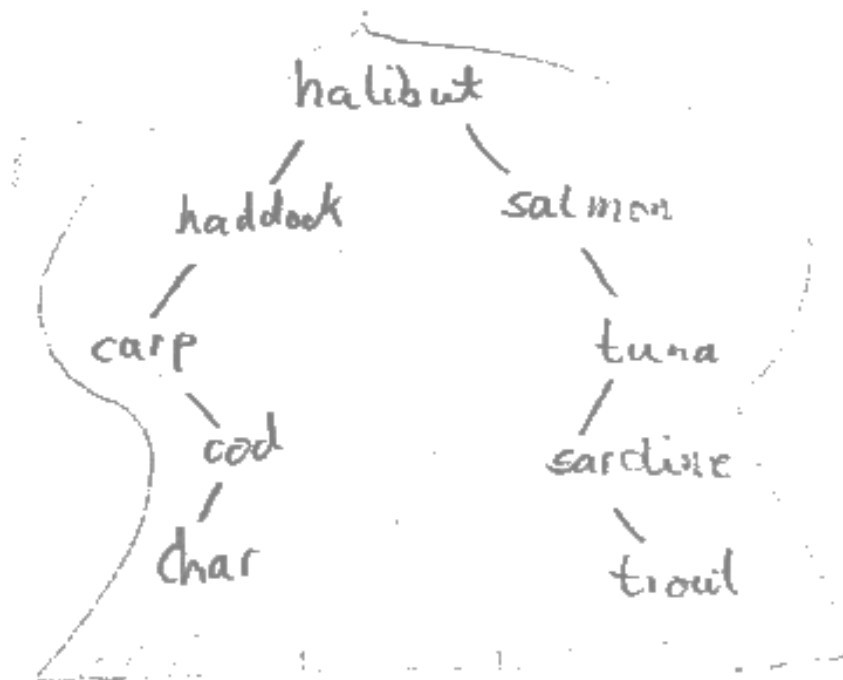 halibut
haddock salmon
carp tuna
cod sardine
char trout